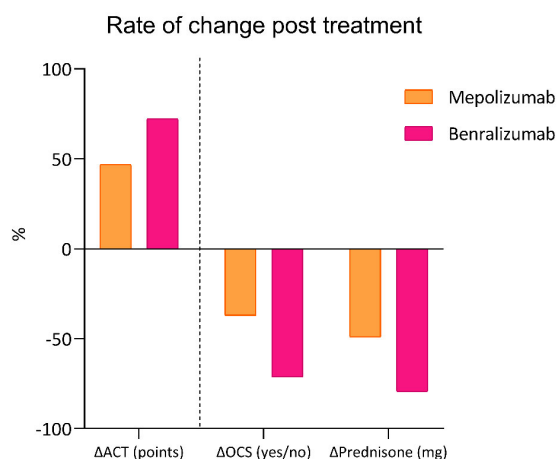 Rate of change post treatment
100
50
0
-50
-100
%
Mepolizumab
Benralizumab
ΔACT (points)
ΔOCS (yes/no)
ΔPrednisone (mg)